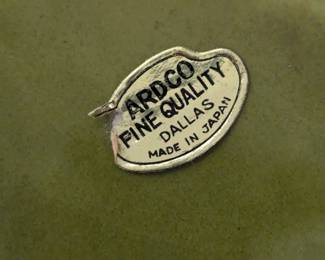 ARDCO
FINE QUALITY
DALLAS
MADE IN JAPAN